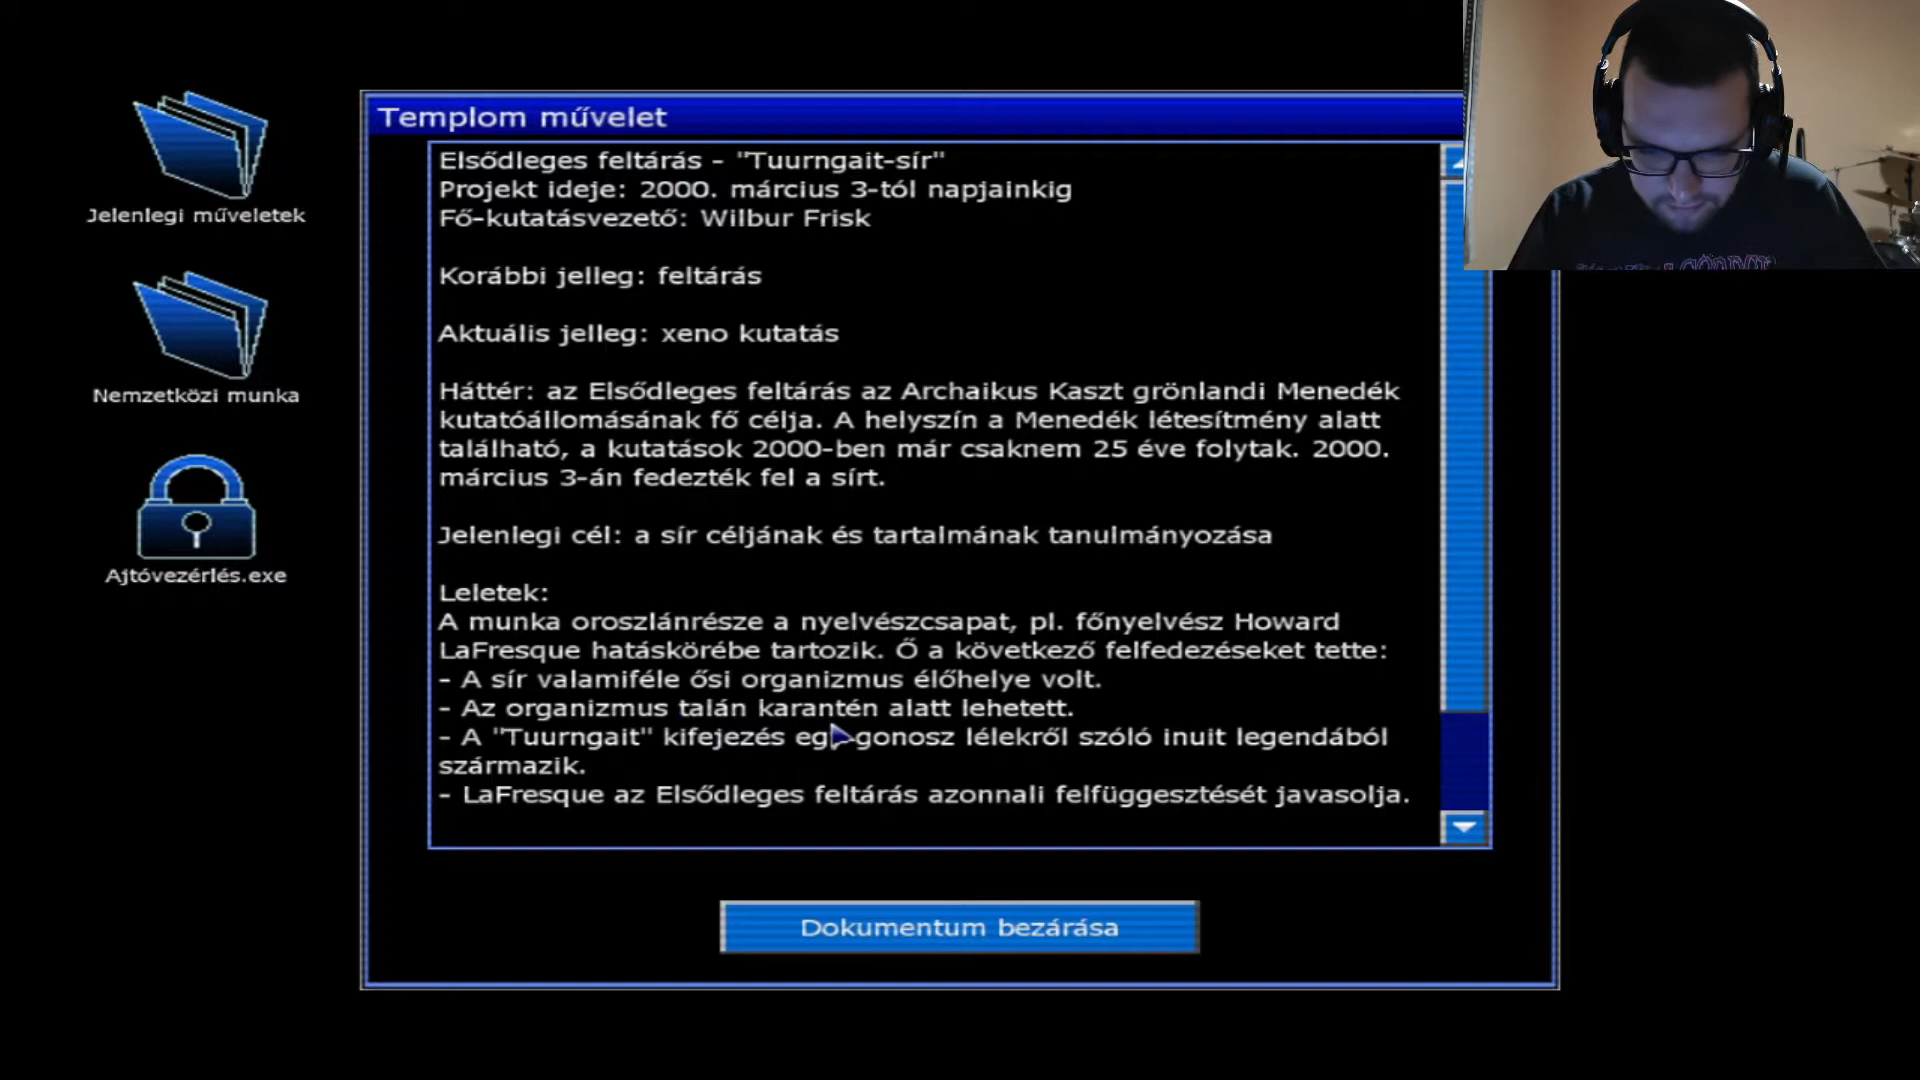 Templom művelet
Elsődleges feltárás - "Tuurngait-sír"
Projekt ideje: 2000. március 3-tól napjainkig
Fő-kutatásvezető: Wilbur Frisk
Korábbi jelleg: feltárás
Aktuális jelleg: xeno kutatás
Háttér: az Elsődleges feltárás az Archaikus Kaszt grönlandi Menedék
kutatóállomásának fő célja. A helyszín a Menedék létesítmény alatt
található, a kutatások 2000-ben már csaknem 25 éve folytak. 2000.
március 3-án fedezték fel a sírt.
Jelenlegi cél: a sír céljának és tartalmának tanulmányozása
Leletek:
A munka oroszlánrésze a nyelvészcsapat, pl. főnyelvész Howard
LaFresque hatáskörébe tartozik. Ő a következő felfedezéseket tette:
- A sír valamiféle ősi organizmus élőhelye volt.
- Az organizmus talán karantén alatt lehetett.
- A "Tuurngait" kifejezés egy gonosz lélekről szóló inuit legendából
származik.
- LaFresque az Elsődleges feltárás azonnali felfüggesztését javasolja.
Dokumentum bezárása
Jelenlegi műveletek
Nemzetközi munka
Ajtóvezérlés.exe